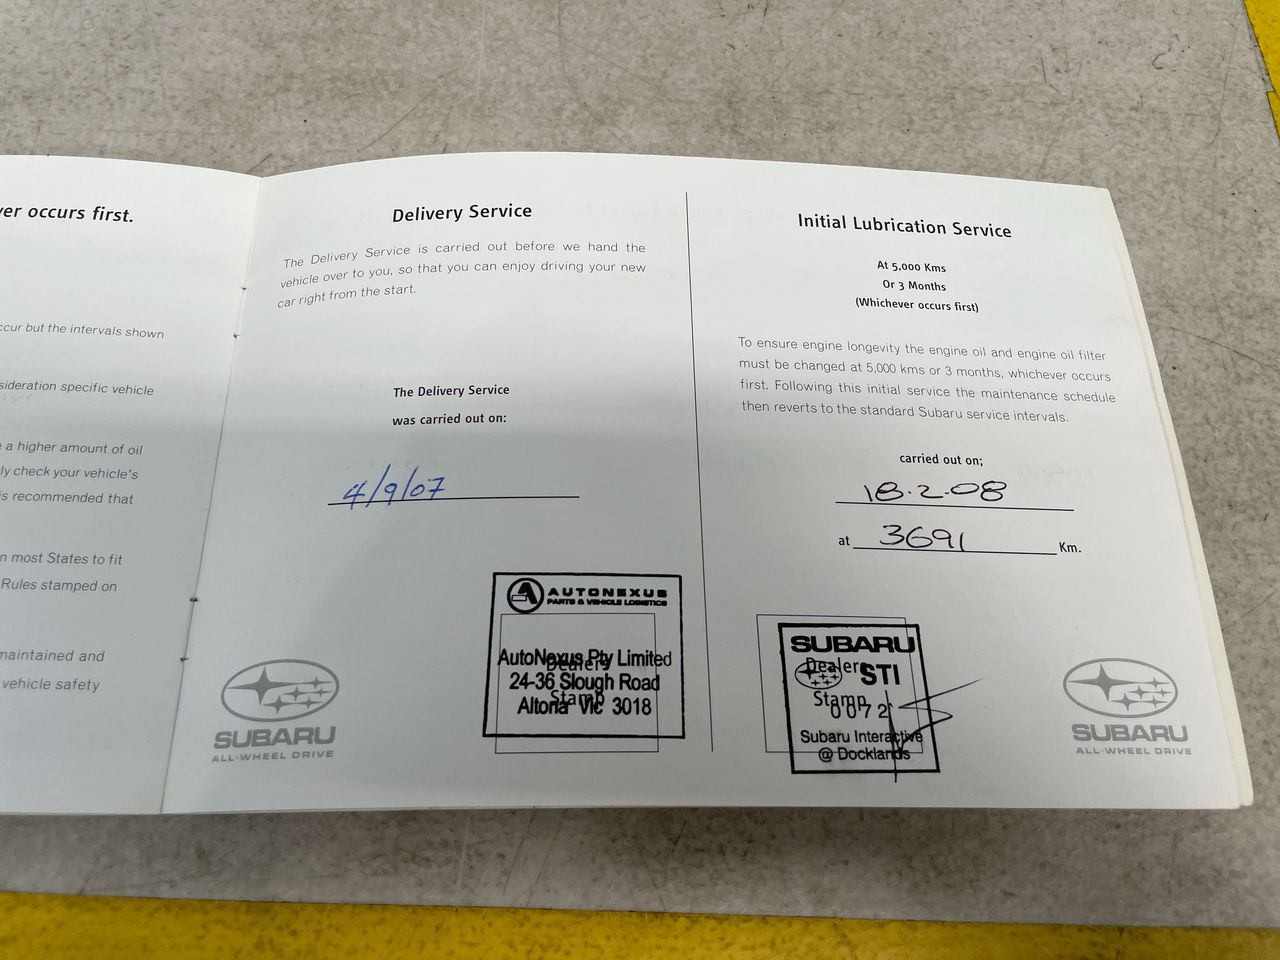 ver occurs first.
ccur but the intervals shown
sideration specific vehicle
e a higher amount of oil
ly check your vehicle's
is recommended that
n most States to fit
Rules stamped on
maintained and
vehicle safety
Delivery Service
The Delivery Service is carried out before we hand the
vehicle over to you, so that you can enjoy driving your new
car right from the start.
The Delivery Service
was carried out on:
4/9/07
AUTONEXUS
PARTS & VEHICLE LOGISTICS
AutoNexus Pty Limited
Dealers
24-36 Slough Road
Stamp
Altona Vic 3018
SUBARU
ALL-WHEEL DRIVE
Initial Lubrication Service
At 5,000 Kms
Or 3 Months
(Whichever occurs first)
To ensure engine longevity the engine oil and engine oil filter
must be changed at 5,000 kms or 3 months, whichever occurs
first. Following this initial service the maintenance schedule
then reverts to the standard Subaru service intervals.
carried out on;
18.2.08
at 3691 Km.
SUBARU
Dealers
STI
Stamp
0072
Subaru Interactive
@ Docklands
SUBARU
ALL-WHEEL DRIVE